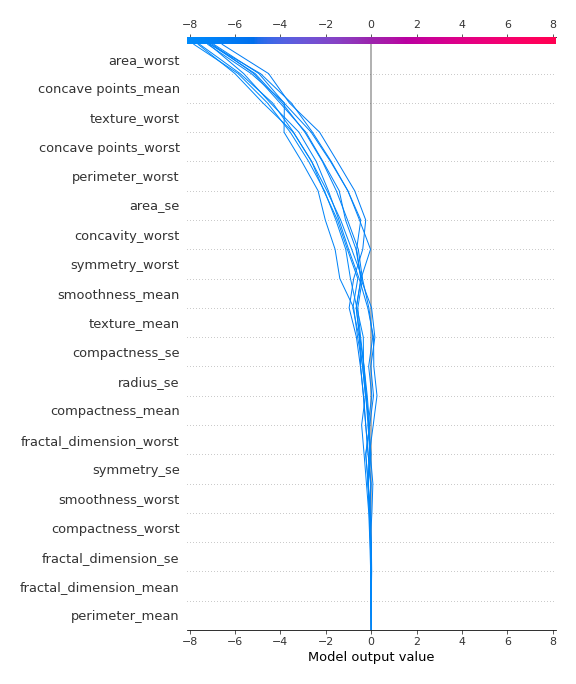 −8 −6 −4 −2 0 2 4 6 8
area_worst
concave points_mean
texture_worst
concave points_worst
perimeter_worst
area_se
concavity_worst
symmetry_worst
smoothness_mean
texture_mean
compactness_se
radius_se
compactness_mean
fractal_dimension_worst
symmetry_se
smoothness_worst
compactness_worst
fractal_dimension_se
fractal_dimension_mean
perimeter_mean
−8 −6 −4 −2 0 2 4 6 8
Model output value